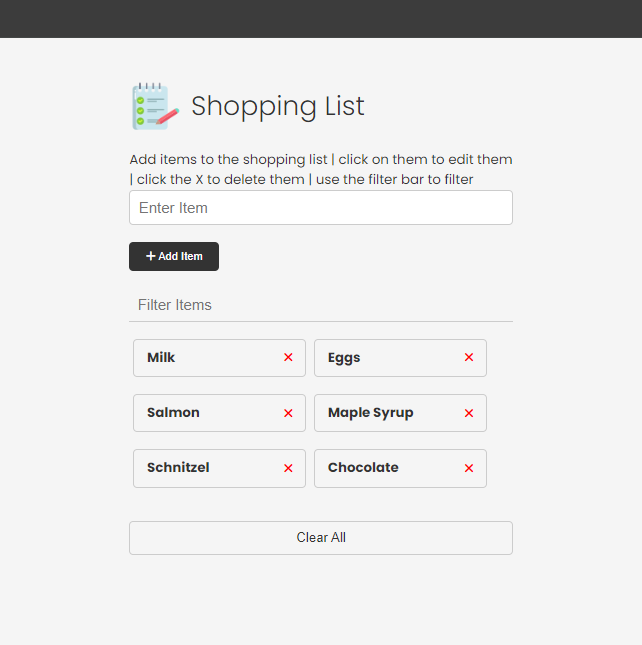 Shopping List
Add items to the shopping list | click on them to edit them
| click the X to delete them | use the filter bar to filter
Enter Item
+ Add Item
Filter Items
Milk ✕ Eggs ✕
Salmon ✕ Maple Syrup ✕
Schnitzel ✕ Chocolate ✕
Clear All